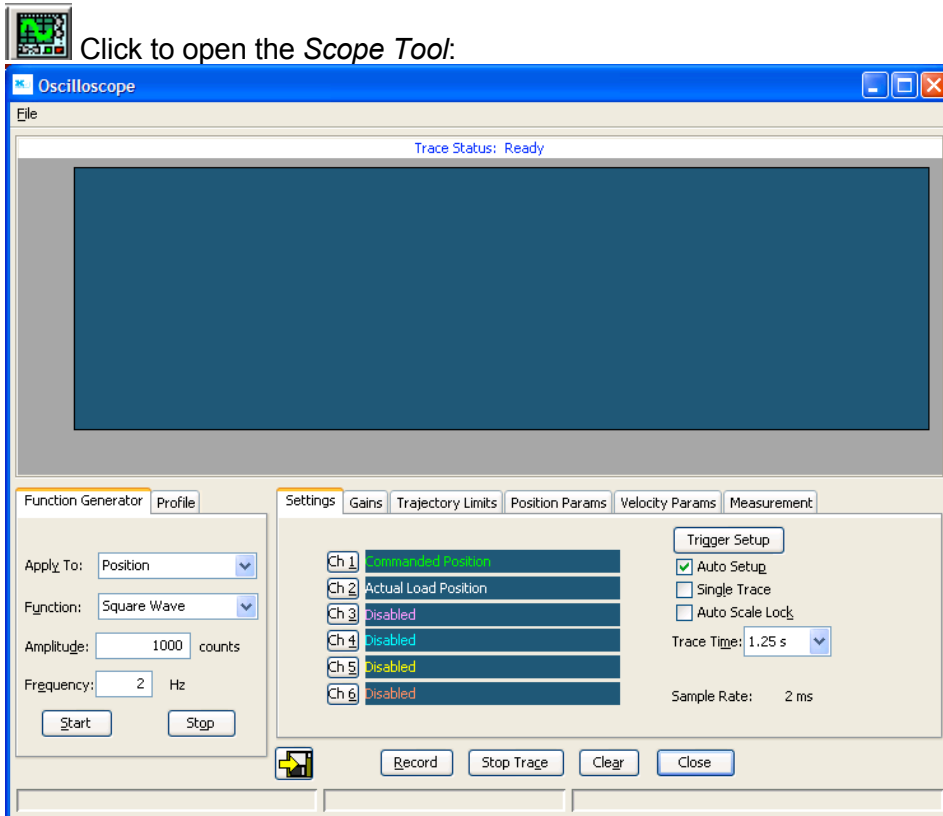 Click to open the Scope Tool:
Oscilloscope
File
Trace Status: Ready
Function Generator Profile
Apply To: Position
Function: Square Wave
Amplitude: 1000 counts
Frequency: 2 Hz
Start Stop
Settings Gains Trajectory Limits Position Params Velocity Params Measurement
Ch 1 Commanded Position
Ch 2 Actual Load Position
Ch 3 Disabled
Ch 4 Disabled
Ch 5 Disabled
Ch 6 Disabled
Trigger Setup
Auto Setup
Single Trace
Auto Scale Lock
Trace Time: 1.25 s
Sample Rate: 2 ms
Record Stop Trace Clear Close